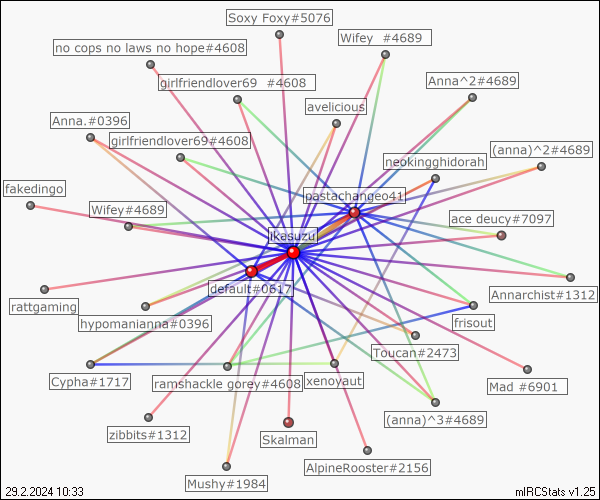 Soxy Foxy#5076
Wifey  #4689
no cops no laws no hope#4608
girlfriendlover69  #4608
Anna^2#4689
avelicious
Anna.#0396
girlfriendlover69#4608
(anna)^2#4689
neokingghidorah
fakedingo
pastachangeo41
Wifey#4689
ace deucy#7097
ikesuzu
default#0617
Annarchist#1312
rattgaming
hypomanianna#0396
frisout
Toucan#2473
Cypha#1717
ramshackle gorey#4608
xenoyaut
Mad #6901
(anna)^3#4689
zibbits#1312
Skalman
AlpineRooster#2156
Mushy#1984
29.2.2024 10:33
mIRCStats v1.25